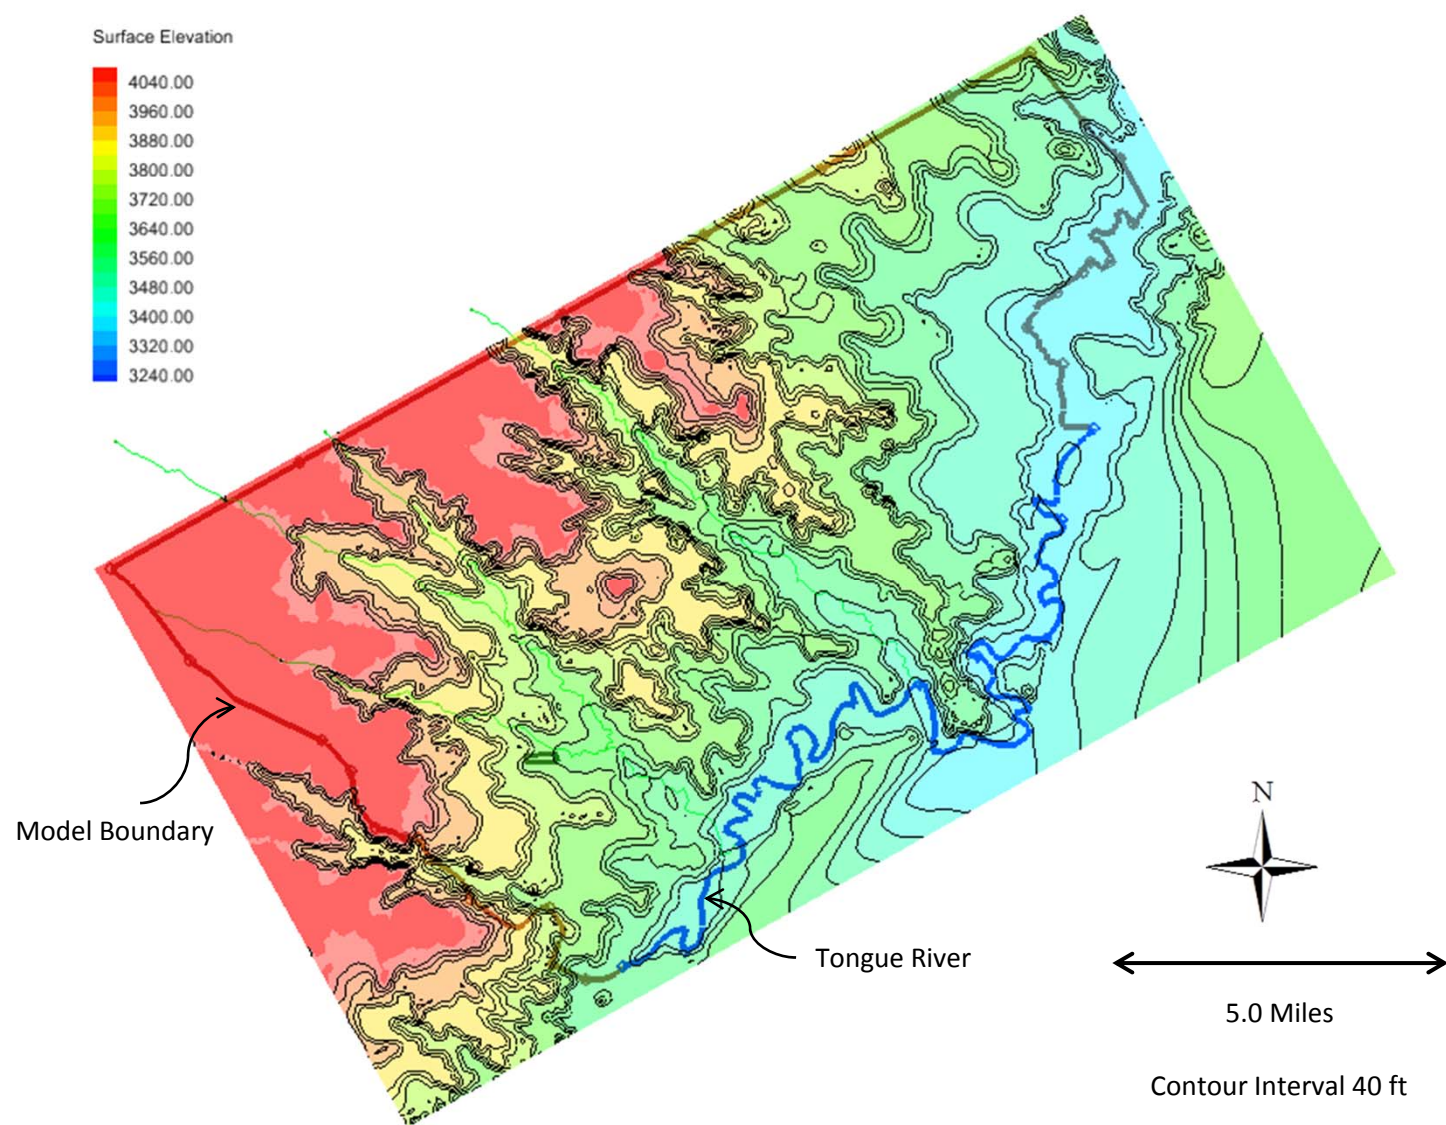 Surface Elevation
4040.00
3960.00
3880.00
3800.00
3720.00
3640.00
3560.00
3480.00
3400.00
3320.00
3240.00
Model Boundary
Tongue River
N
5.0 Miles
Contour Interval 40 ft